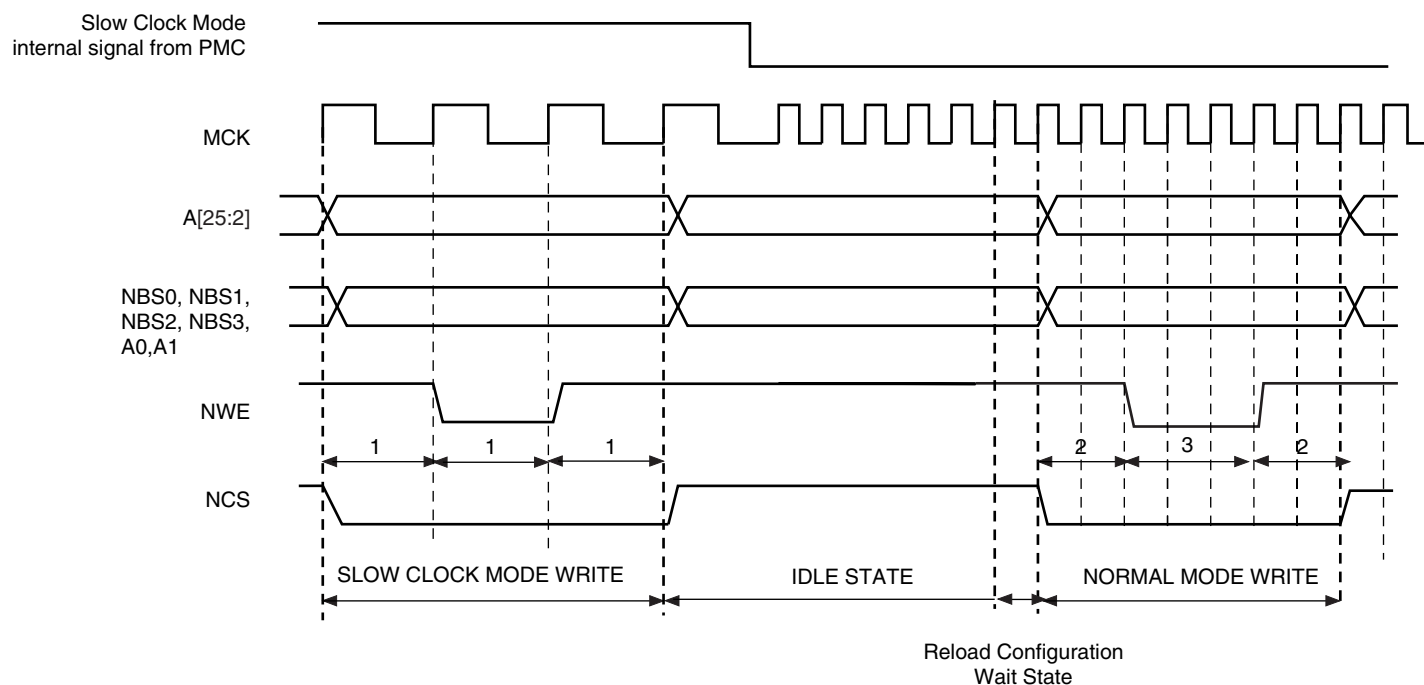 Slow Clock Mode
internal signal from PMC
MCK
A[25:2]
NBS0, NBS1,
NBS2, NBS3,
A0,A1
NWE
1 1 1 2 3 2
NCS
SLOW CLOCK MODE WRITE IDLE STATE NORMAL MODE WRITE
Reload Configuration
Wait State